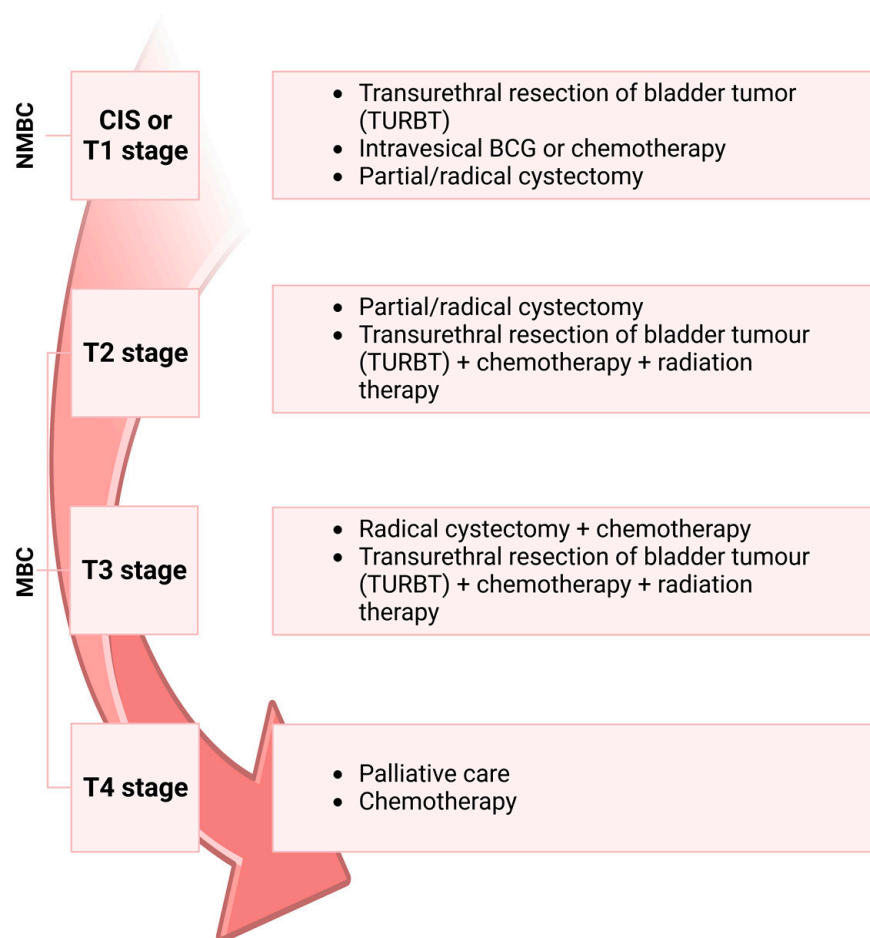 NMBC
CIS or
T1 stage
• Transurethral resection of bladder tumor
(TURBT)
• Intravesical BCG or chemotherapy
• Partial/radical cystectomy
T2 stage
• Partial/radical cystectomy
• Transurethral resection of bladder tumour
(TURBT) + chemotherapy + radiation
therapy
MBC
T3 stage
• Radical cystectomy + chemotherapy
• Transurethral resection of bladder tumour
(TURBT) + chemotherapy + radiation
therapy
T4 stage
• Palliative care
• Chemotherapy